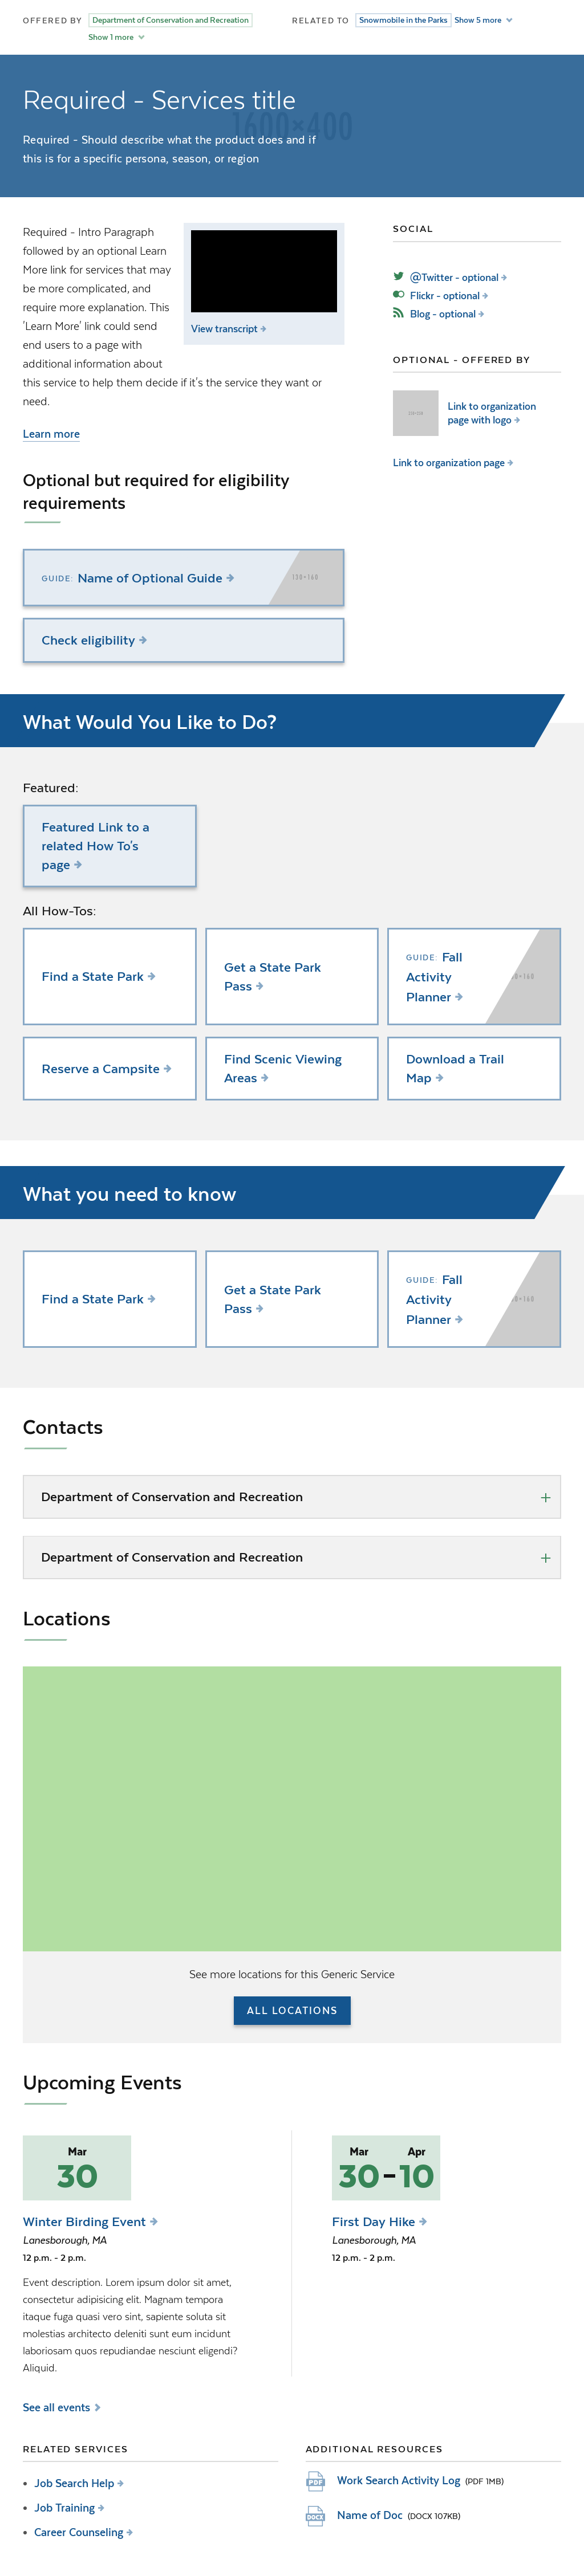 OFFERED BY Department of Conservation and Recreation
Show 1 more
RELATED TO Snowmobile in the Parks Show 5 more
Required - Services title
1600×400
Required - Should describe what the product does and if
this is for a specific persona, season, or region
Required - Intro Paragraph
followed by an optional Learn
More link for services that may
be more complicated, and
require more explanation. This
'Learn More' link could send
end users to a page with
additional information about
this service to help them decide if it's the service they want or
need.
View transcript
Learn more
SOCIAL
@Twitter - optional
Flickr - optional
Blog - optional
OPTIONAL - OFFERED BY
Link to organization
page with logo
Link to organization page
Optional but required for eligibility
requirements
GUIDE: Name of Optional Guide
130×160
Check eligibility
What Would You Like to Do?
Featured:
Featured Link to a
related How To's
page
All How-Tos:
Find a State Park
Get a State Park
Pass
GUIDE: Fall
Activity
Planner
Reserve a Campsite
Find Scenic Viewing
Areas
Download a Trail
Map
What you need to know
Find a State Park
Get a State Park
Pass
GUIDE: Fall
Activity
Planner
Contacts
Department of Conservation and Recreation
Department of Conservation and Recreation
Locations
See more locations for this Generic Service
ALL LOCATIONS
Upcoming Events
Mar
30
Winter Birding Event
Lanesborough, MA
12 p.m. - 2 p.m.
Event description. Lorem ipsum dolor sit amet,
consectetur adipisicing elit. Magnam tempora
itaque fuga quasi vero sint, sapiente soluta sit
molestias architecto deleniti sunt eum incidunt
laboriosam quos repudiandae nesciunt eligendi?
Aliquid.
Mar Apr
30-10
First Day Hike
Lanesborough, MA
12 p.m. - 2 p.m.
See all events
RELATED SERVICES
Job Search Help
Job Training
Career Counseling
ADDITIONAL RESOURCES
PDF Work Search Activity Log (PDF 1MB)
DOCX Name of Doc (DOCX 107KB)